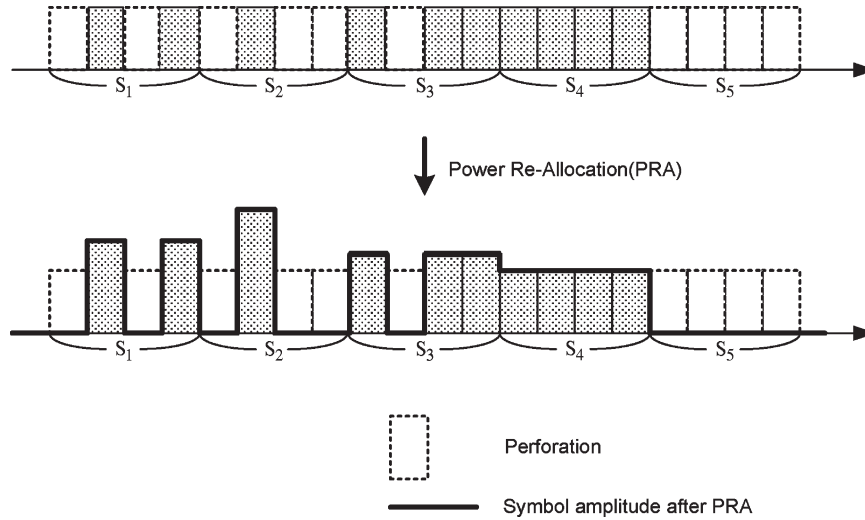 S1 S2 S3 S4 S5
Power Re-Allocation(PRA)
S1 S2 S3 S4 S5
Perforation
Symbol amplitude after PRA